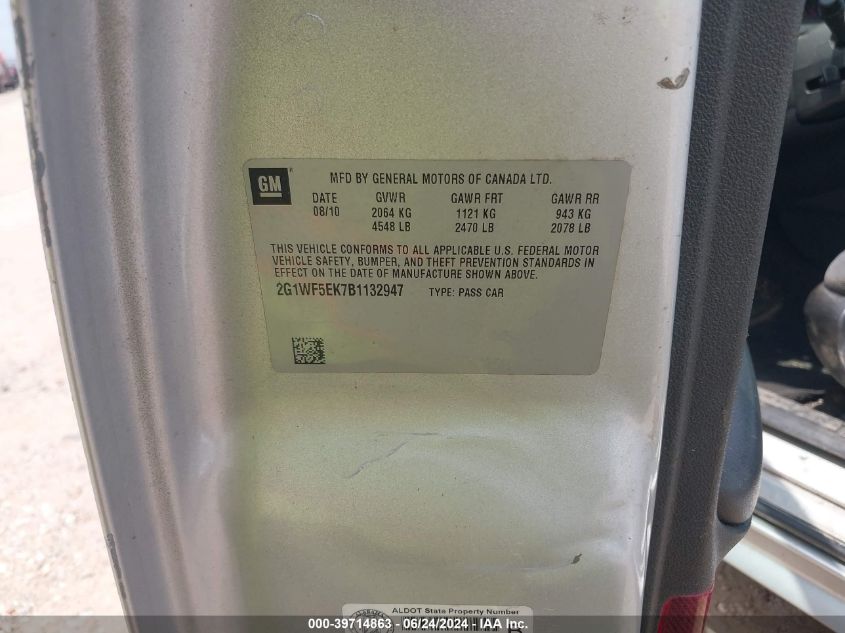 GM
MFD BY GENERAL MOTORS OF CANADA LTD.
DATE GVWR GAWR FRT GAWR RR
08/10 2064 KG 1121 KG 943 KG
4548 LB 2470 LB 2078 LB
THIS VEHICLE CONFORMS TO ALL APPLICABLE U.S. FEDERAL MOTOR
VEHICLE SAFETY, BUMPER, AND THEFT PREVENTION STANDARDS IN
EFFECT ON THE DATE OF MANUFACTURE SHOWN ABOVE.
2G1WF5EK7B1132947 TYPE: PASS CAR
ALDOT State Property Number
000-39714863 - 06/24/2024 - IAA Inc.